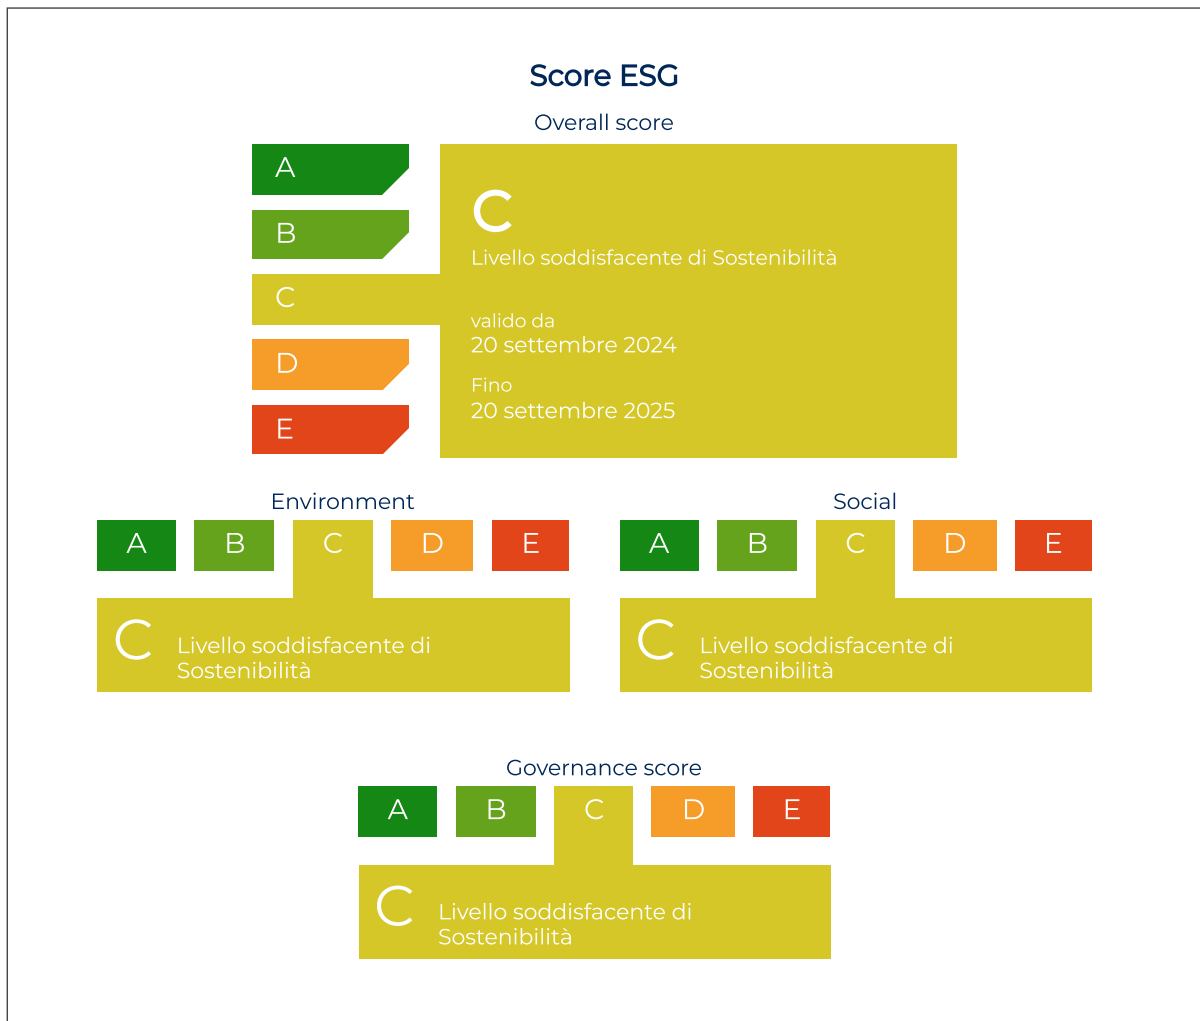 Score ESG
Overall score
A
B
C
D
E
C
Livello soddisfacente di Sostenibilità
valido da
20 settembre 2024
Fino
20 settembre 2025
Environment
A B C D E
C Livello soddisfacente di
Sostenibilità
Social
A B C D E
C Livello soddisfacente di
Sostenibilità
Governance score
A B C D E
C Livello soddisfacente di
Sostenibilità